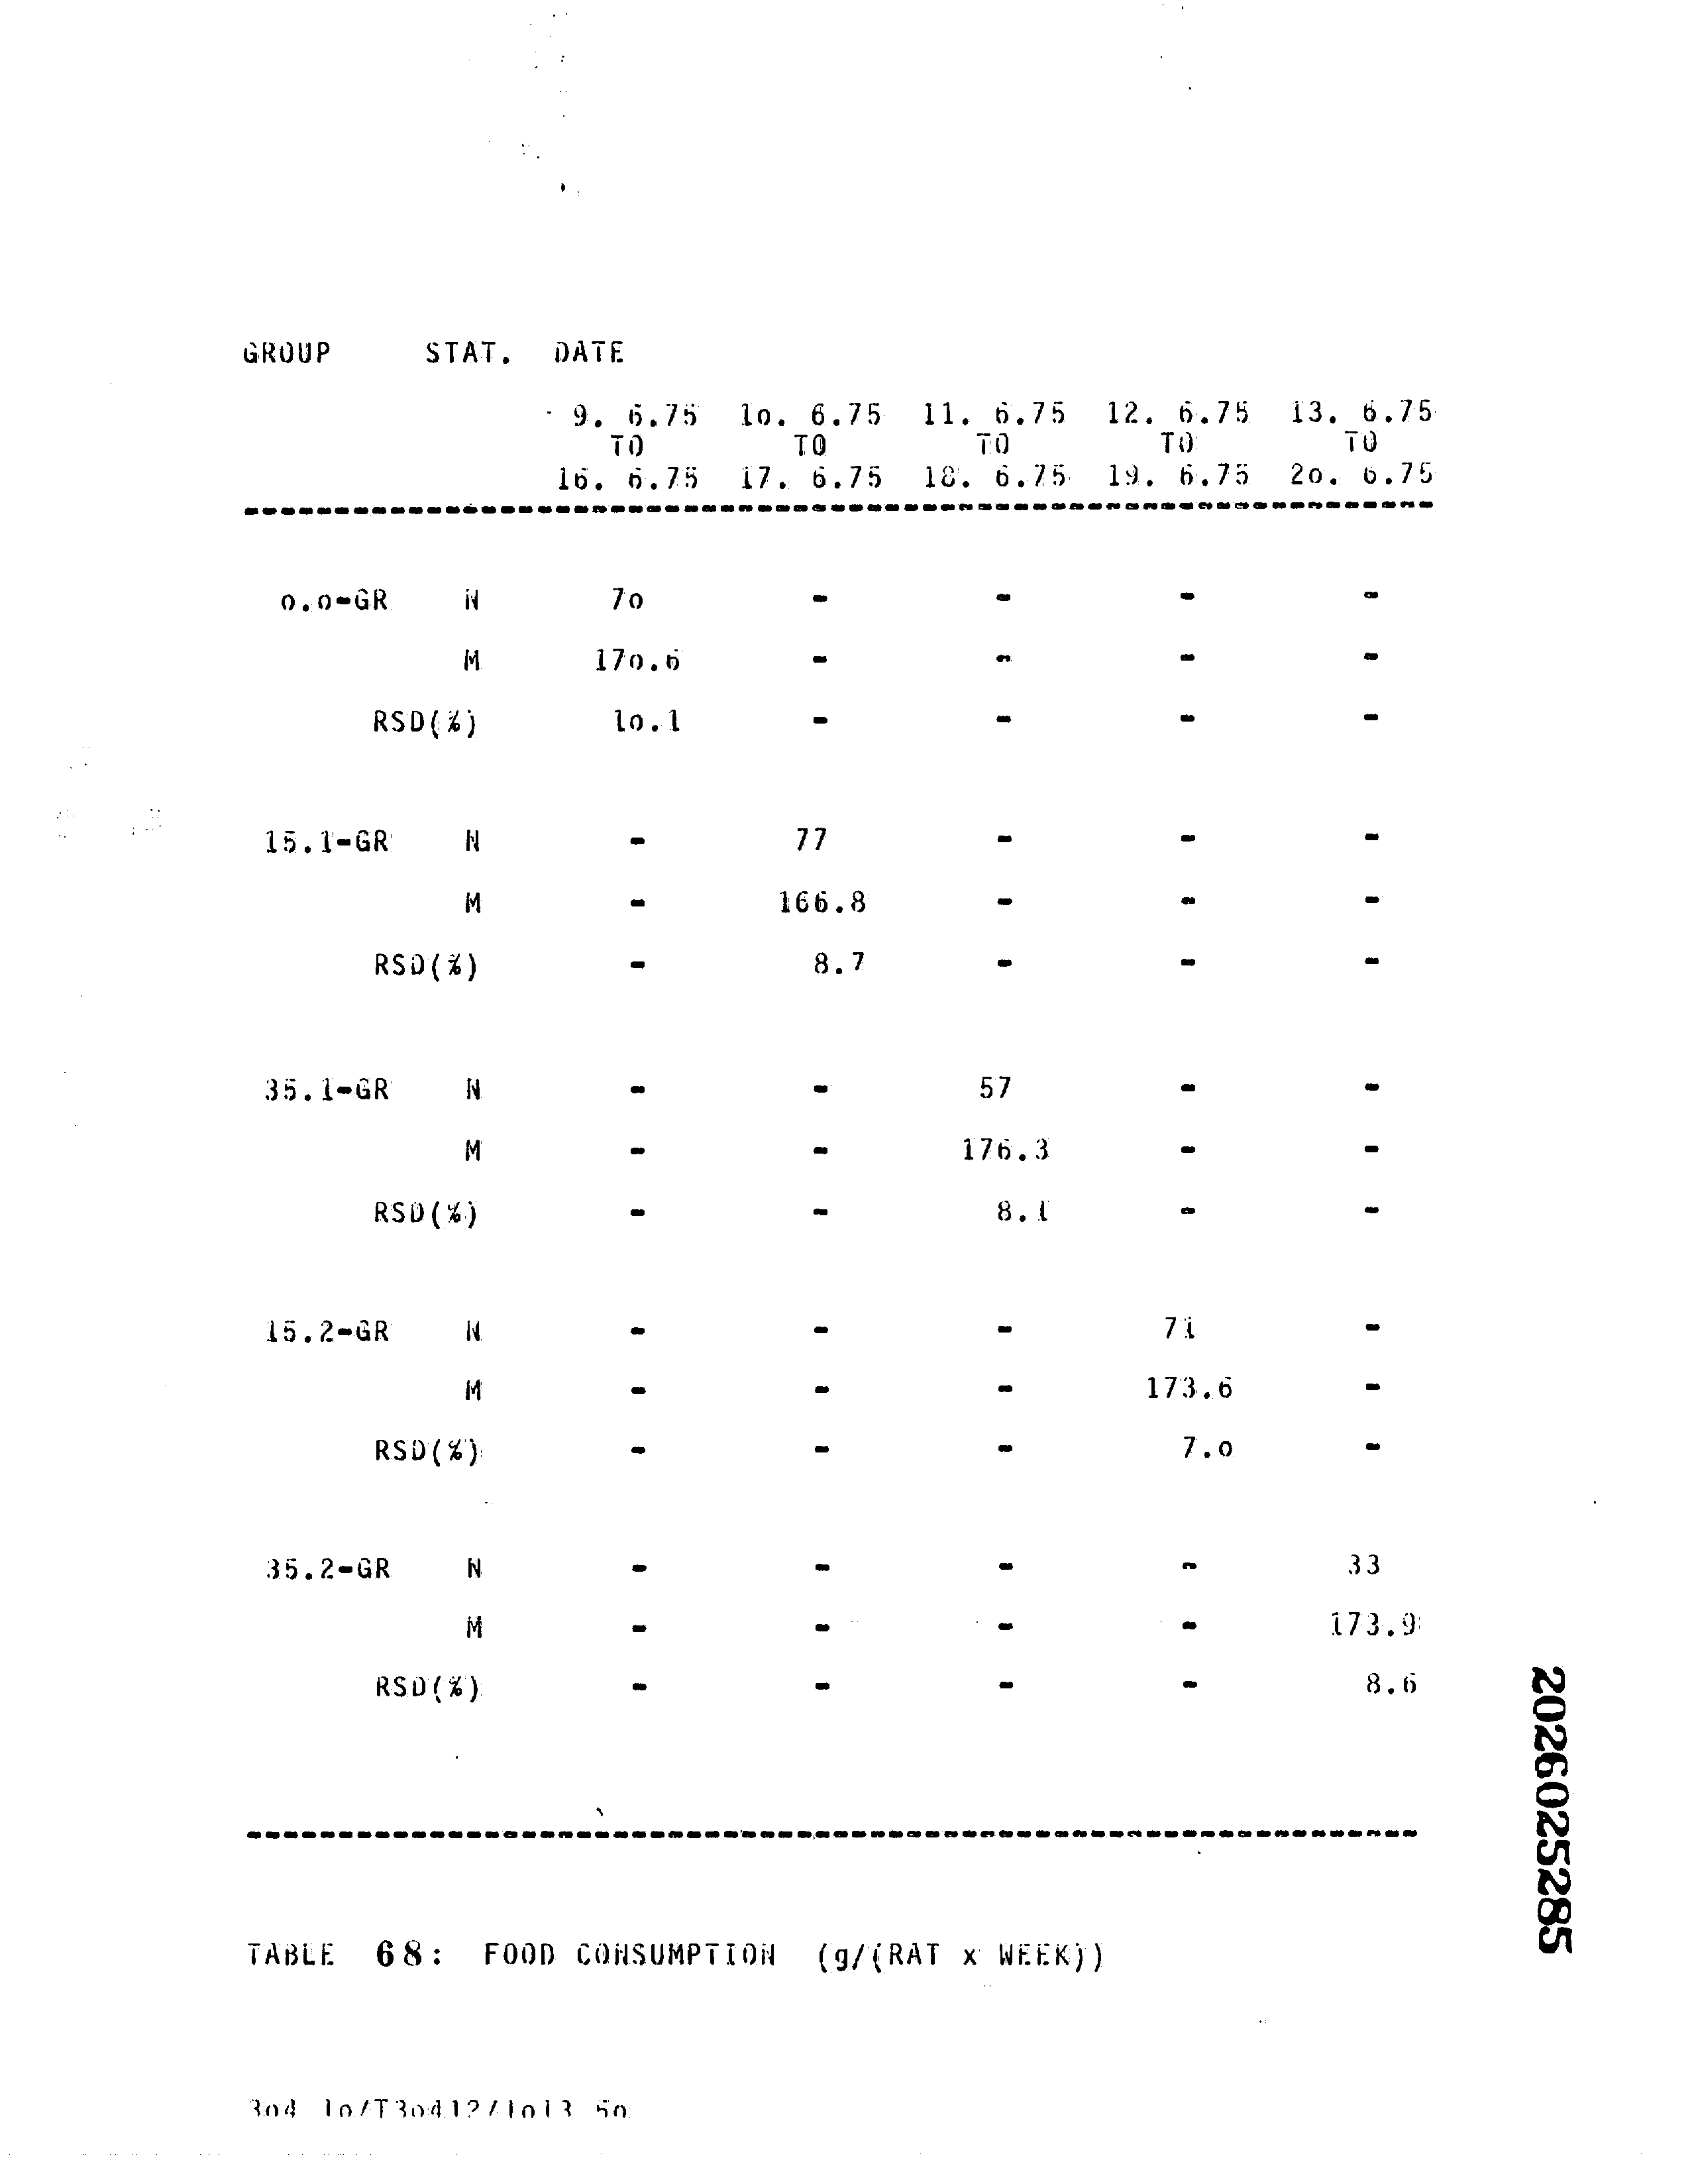 GROUP STAT. DATE
9. 6.75 1o. 6.75 11. 6.75 12. 6.75 13. 6.75
TO TO TO TO TO
16. 6.75 17. 6.75 18. 6.75 19. 6.75 2o. 6.75
o.o-GR N 7o - - - -
M 17o.6 - - - -
RSD(%) 1o.1 - - - -
15.1-GR N - 77 - - -
M - 166.8 - - -
RSD(%) - 8.7 - - -
35.1-GR N - - 57 - -
M - - 176.3 - -
RSD(%) - - 8.1 - -
15.2-GR N - - - 71 -
M - - - 173.6 -
RSD(%) - - - 7.o -
35.2-GR N - - - - 33
M - - - - 173.9
RSD(%) - - - - 8.6
2026025285
TABLE 68: FOOD CONSUMPTION (g/(RAT x WEEK))
3o4 1o/T3o412/1o13 5o